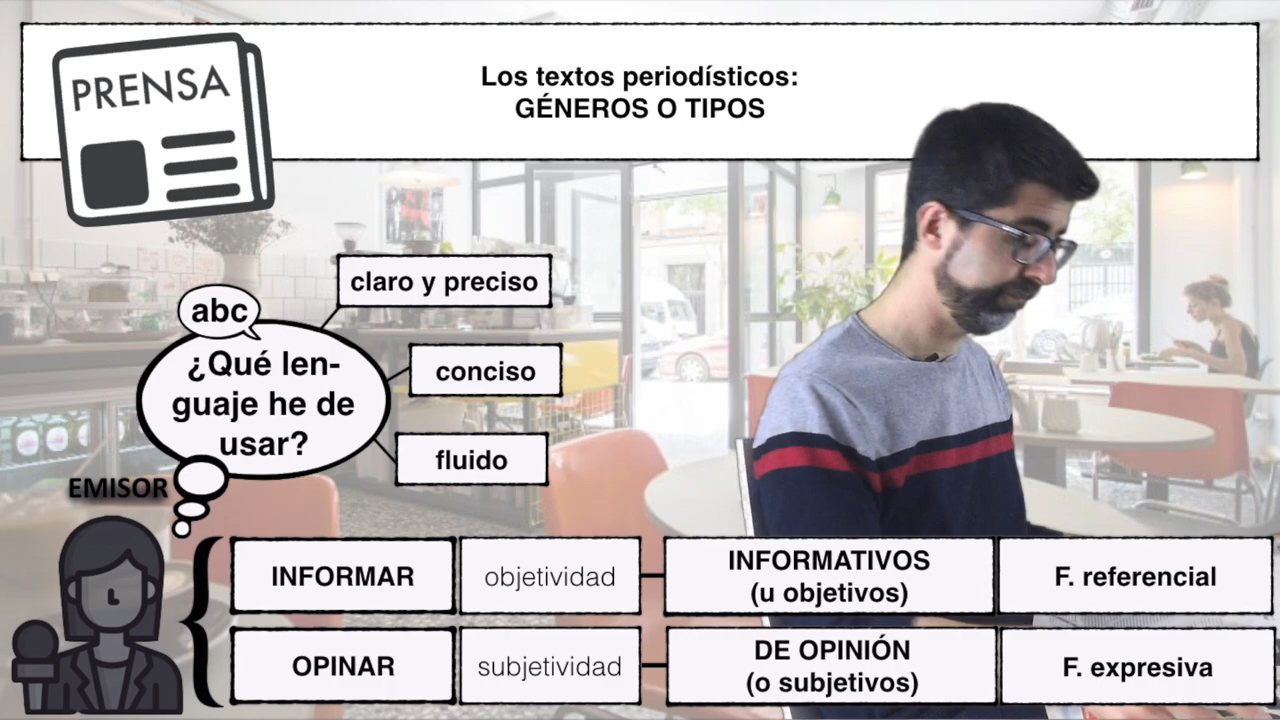 PRENSA
Los textos periodísticos:
GÉNEROS O TIPOS
claro y preciso
abc
¿Qué len-
guaje he de
usar?
conciso
fluido
EMISOR
INFORMAR
objetividad
INFORMATIVOS
(u objetivos)
F. referencial
OPINAR
subjetividad
DE OPINIÓN
(o subjetivos)
F. expresiva